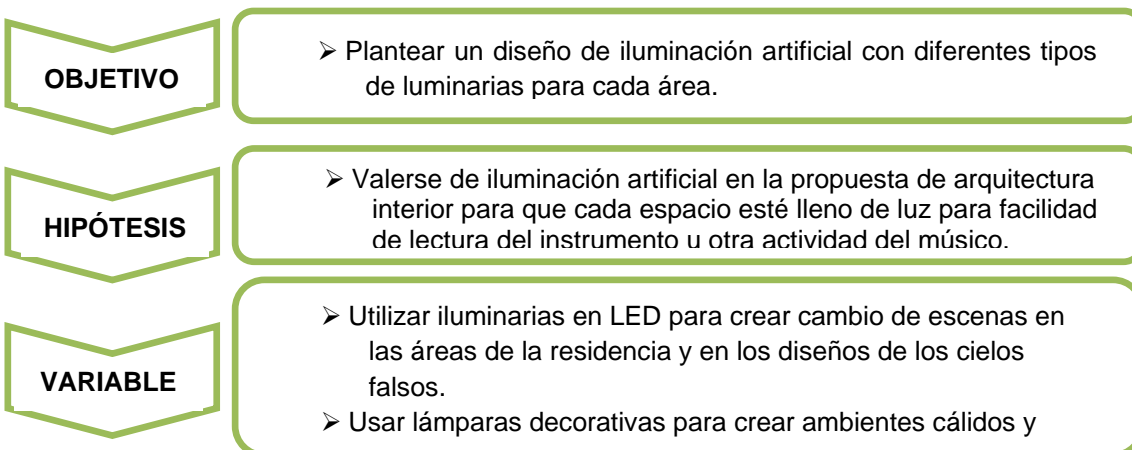 OBJETIVO
➢ Plantear un diseño de iluminación artificial con diferentes tipos
de luminarias para cada área.
HIPÓTESIS
➢ Valerse de iluminación artificial en la propuesta de arquitectura
interior para que cada espacio esté lleno de luz para facilidad
de lectura del instrumento u otra actividad del músico.
VARIABLE
➢ Utilizar iluminarias en LED para crear cambio de escenas en
las áreas de la residencia y en los diseños de los cielos
falsos.
➢ Usar lámparas decorativas para crear ambientes cálidos y